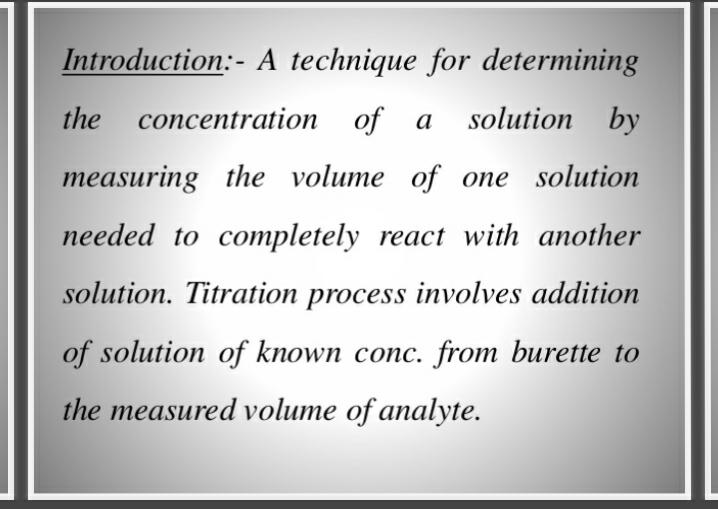 Introduction:- A technique for determining
the concentration of a solution by
measuring the volume of one solution
needed to completely react with another
solution. Titration process involves addition
of solution of known conc. from burette to
the measured volume of analyte.